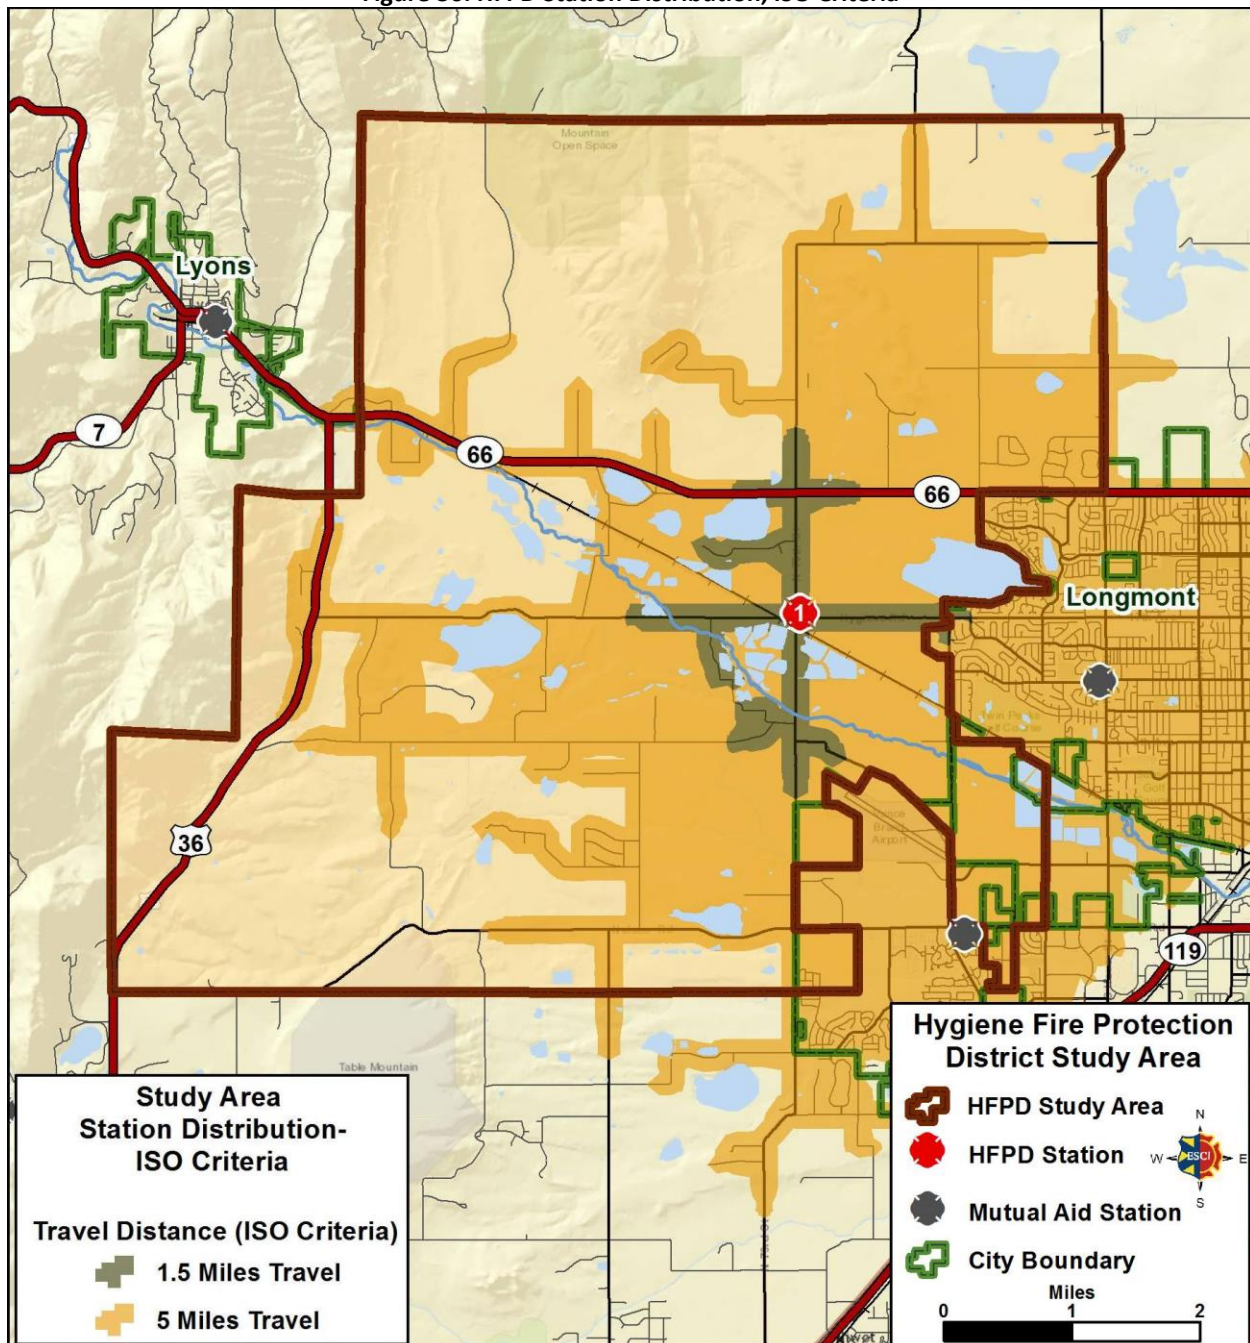 Mountain
Open Space
Lyons
7
66
66
1
Longmont
Airport
36
119
Table Mountain
Study Area
Station Distribution-
ISO Criteria
Travel Distance (ISO Criteria)
1.5 Miles Travel
5 Miles Travel
Hygiene Fire Protection
District Study Area
HFPD Study Area
HFPD Station
Mutual Aid Station
City Boundary
N
W
ESCI
E
S
Miles
0
1
2